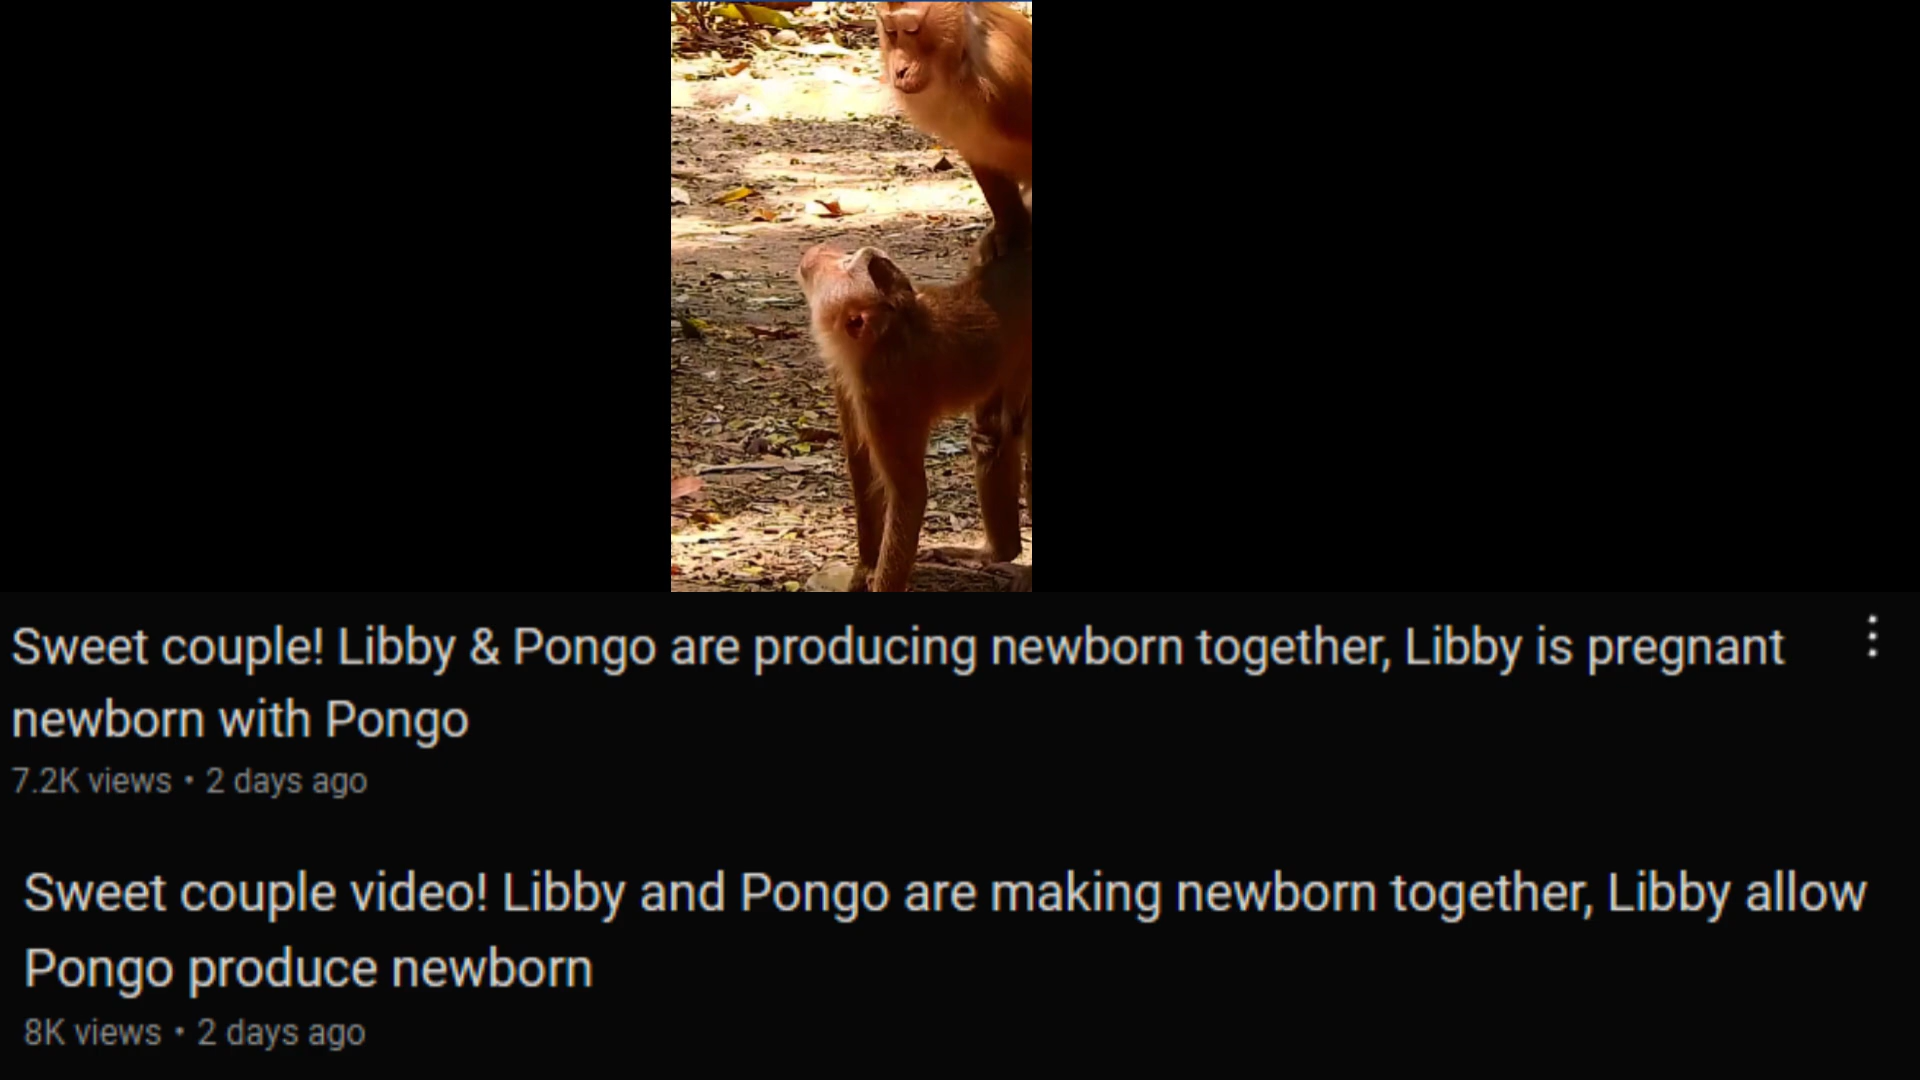 Sweet couple! Libby & Pongo are producing newborn together, Libby is pregnant
newborn with Pongo
7.2K views • 2 days ago
Sweet couple video! Libby and Pongo are making newborn together, Libby allow
Pongo produce newborn
8K views • 2 days ago